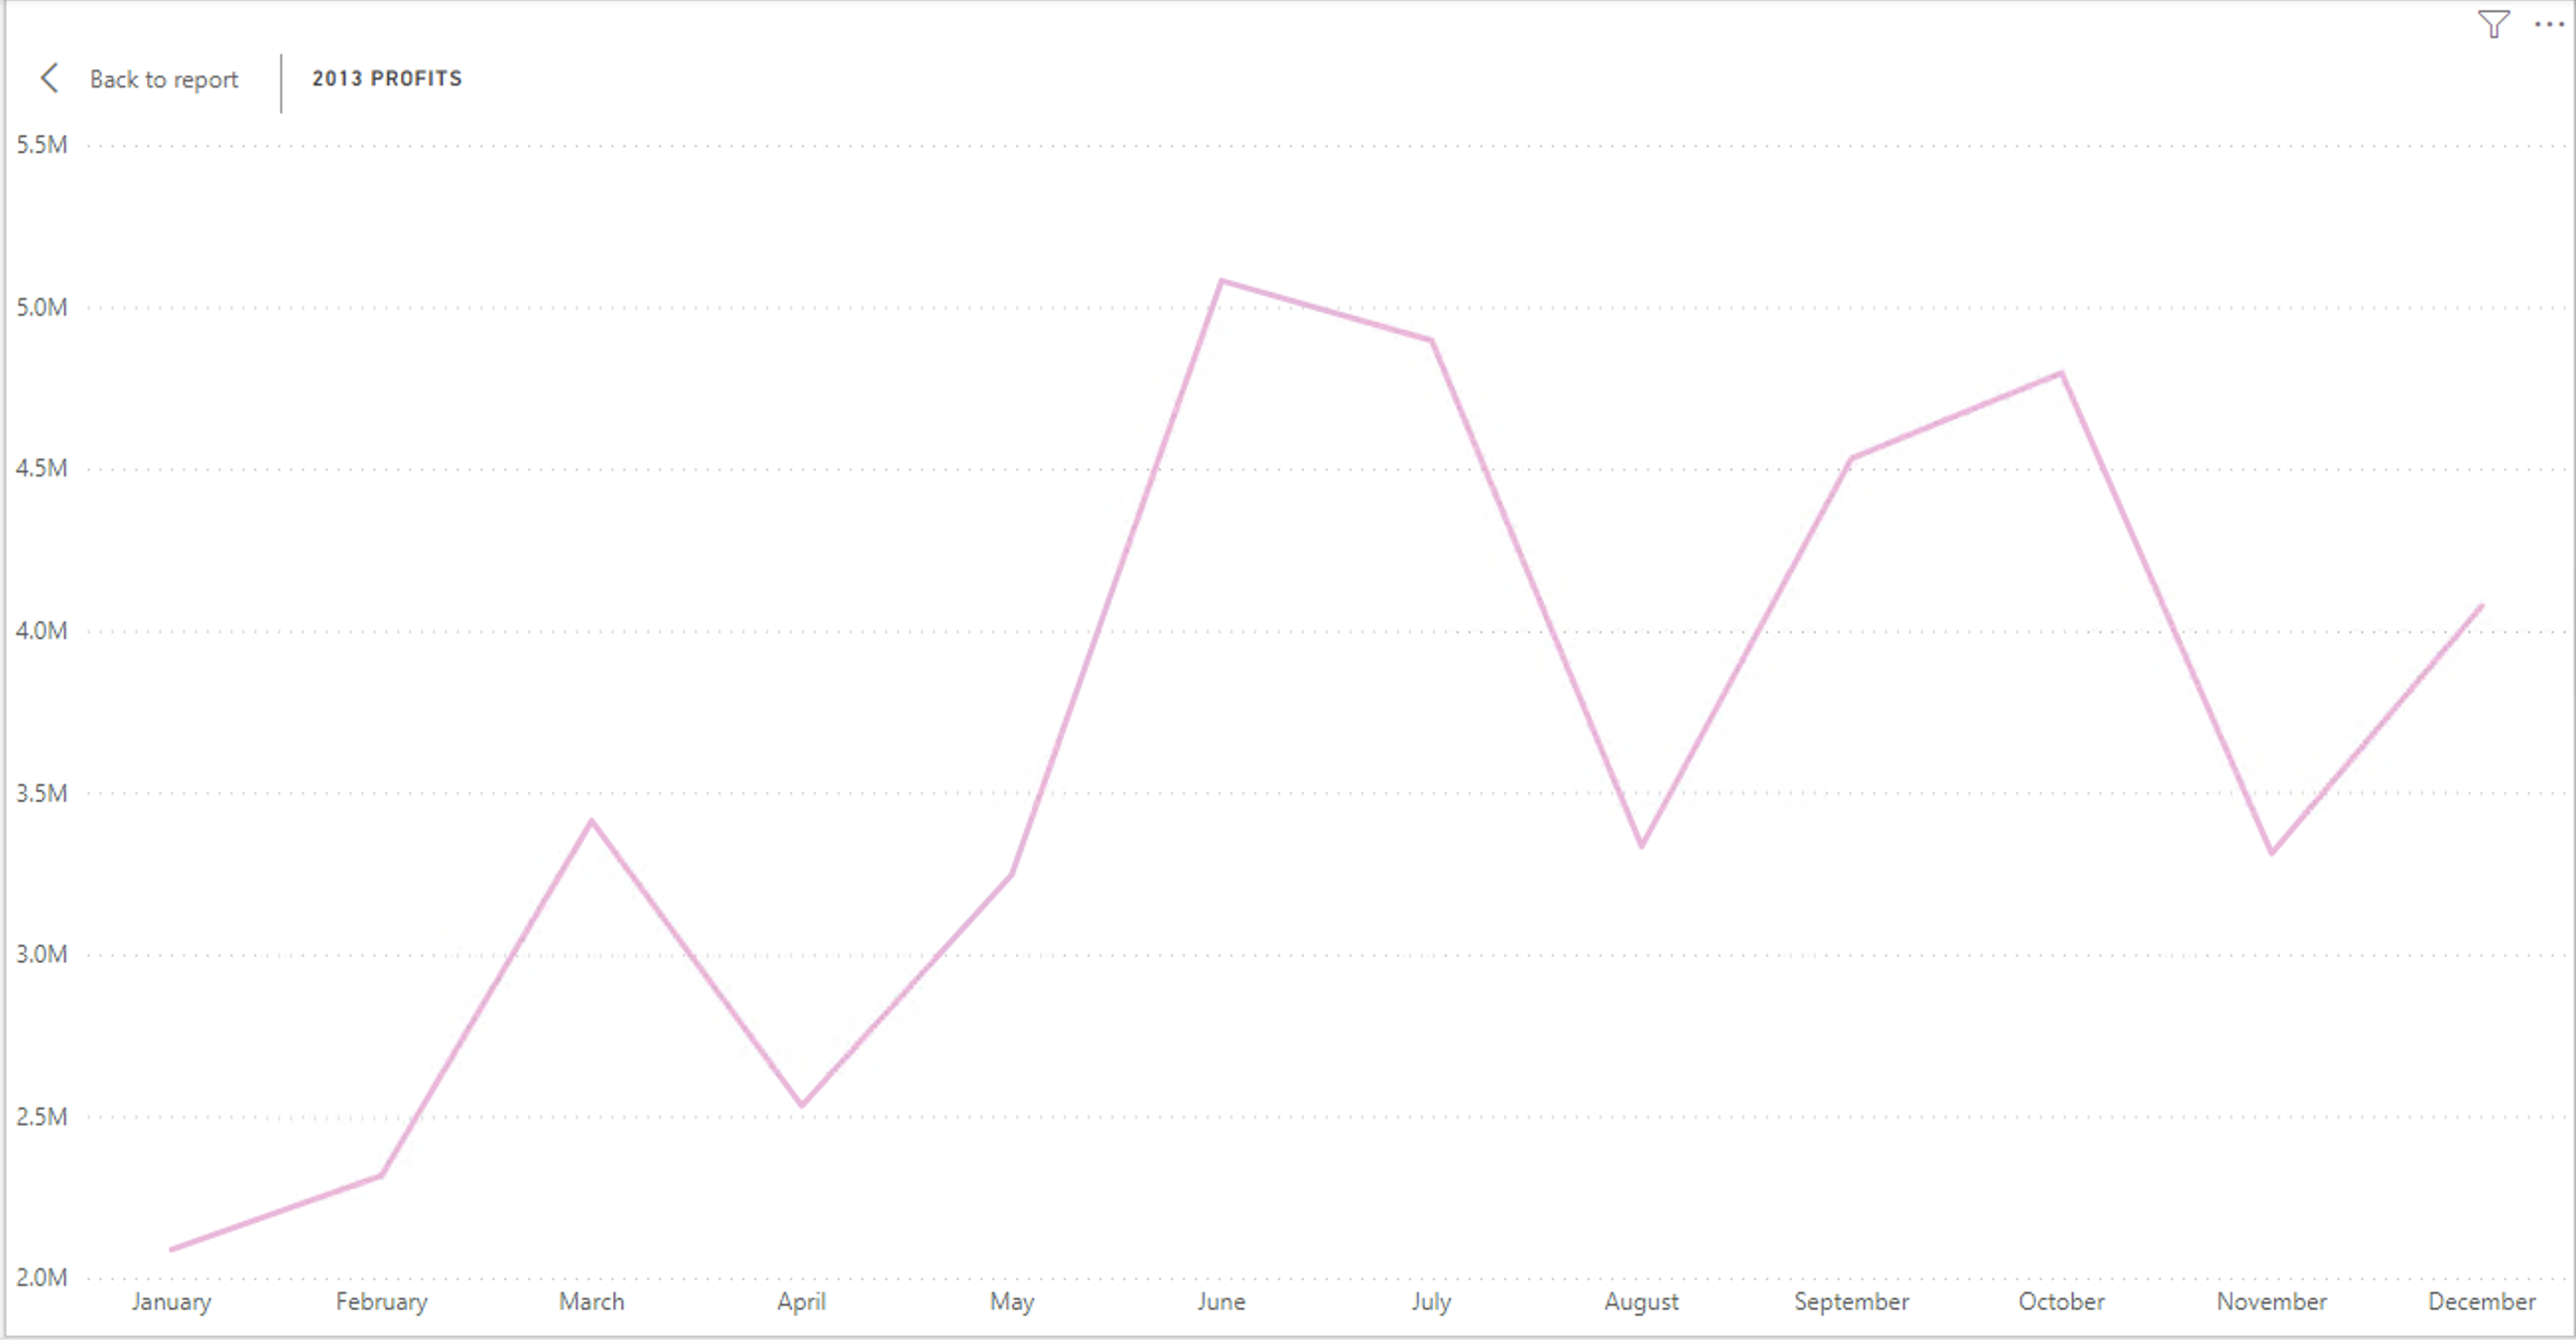 Back to report
2013 PROFITS
5.5M
5.0M
4.5M
4.0M
3.5M
3.0M
2.5M
2.0M
January February March April May June July August September October November December